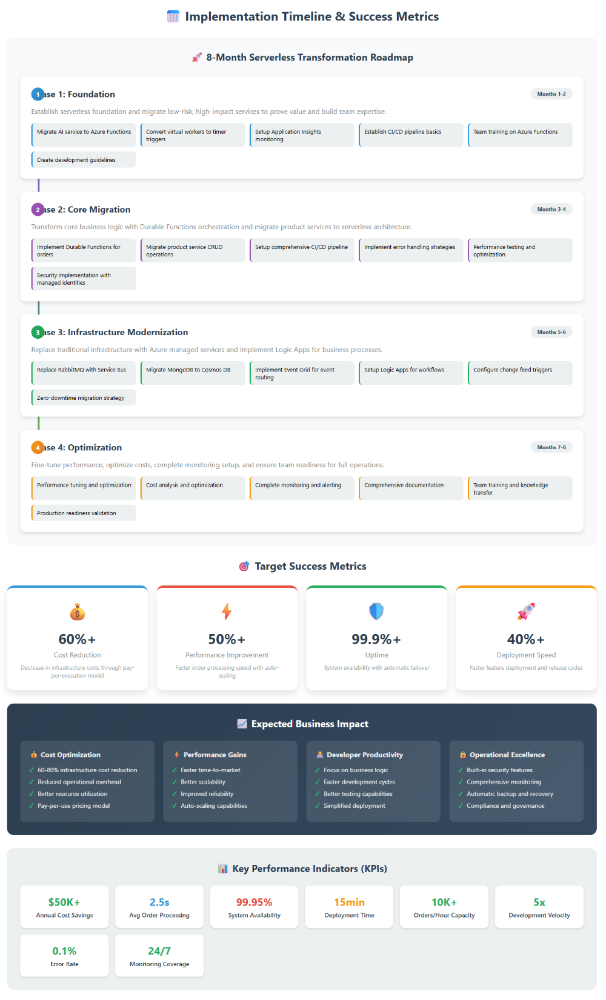 Implementation Timeline & Success Metrics
8-Month Serverless Transformation Roadmap
1
ase 1: Foundation
Months 1-2
Establish serverless foundation and migrate low-risk, high-impact services to prove value and build team expertise.
Migrate AI service to Azure Functions
Convert virtual workers to timer
triggers
Setup Application Insights
monitoring
Establish CI/CD pipeline basics
Team training on Azure Functions
Create development guidelines
2
ase 2: Core Migration
Months 3-4
Transform core business logic with Durable Functions orchestration and migrate product services to serverless architecture.
Implement Durable Functions for
orders
Migrate product service CRUD
operations
Setup comprehensive CI/CD pipeline
Implement error handling strategies
Performance testing and
optimization
Security implementation with
managed identities
3
ase 3: Infrastructure Modernization
Months 5-6
Replace traditional infrastructure with Azure managed services and implement Logic Apps for business processes.
Replace RabbitMQ with Service Bus
Migrate MongoDB to Cosmos DB
Implement Event Grid for event
routing
Setup Logic Apps for workflows
Configure change feed triggers
Zero-downtime migration strategy
4
ase 4: Optimization
Months 7-8
Fine-tune performance, optimize costs, complete monitoring setup, and ensure team readiness for full operations.
Performance tuning and optimization
Cost analysis and optimization
Complete monitoring and alerting
Comprehensive documentation
Team training and knowledge
transfer
Production readiness validation
Target Success Metrics
60%+
Cost Reduction
Decrease in infrastructure costs through pay-
per-execution model
50%+
Performance Improvement
Faster order processing speed with auto-
scaling
99.9%+
Uptime
System availability with automatic failover
40%+
Deployment Speed
Faster feature deployment and release cycles
Expected Business Impact
Cost Optimization
✓ 60-80% infrastructure cost reduction
✓ Reduced operational overhead
✓ Better resource utilization
✓ Pay-per-use pricing model
Performance Gains
✓ Faster time-to-market
✓ Better scalability
✓ Improved reliability
✓ Auto-scaling capabilities
Developer Productivity
✓ Focus on business logic
✓ Faster development cycles
✓ Better testing capabilities
✓ Simplified deployment
Operational Excellence
✓ Built-in security features
✓ Comprehensive monitoring
✓ Automatic backup and recovery
✓ Compliance and governance
Key Performance Indicators (KPIs)
$50K+
Annual Cost Savings
2.5s
Avg Order Processing
99.95%
System Availability
15min
Deployment Time
10K+
Orders/Hour Capacity
5x
Development Velocity
0.1%
Error Rate
24/7
Monitoring Coverage